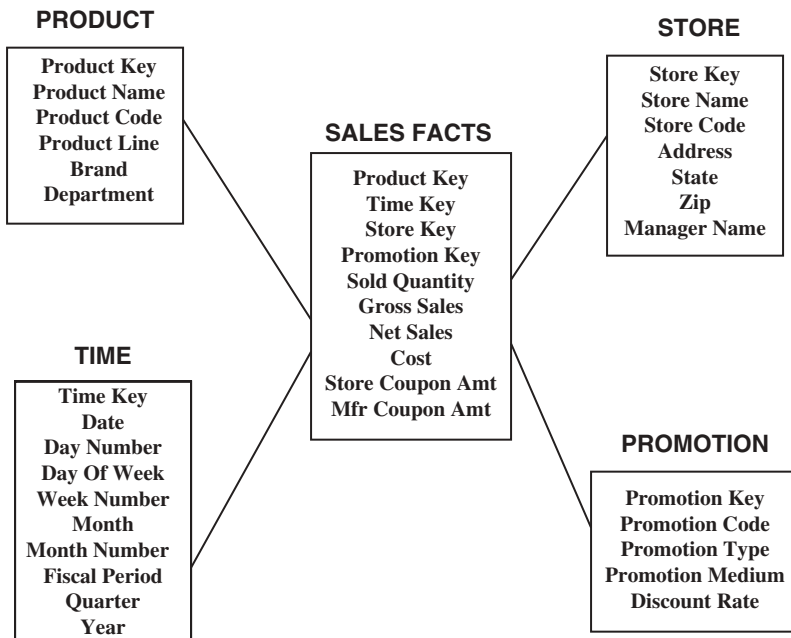 PRODUCT
Product Key
Product Name
Product Code
Product Line
Brand
Department
STORE
Store Key
Store Name
Store Code
Address
State
Zip
Manager Name
SALES FACTS
Product Key
Time Key
Store Key
Promotion Key
Sold Quantity
Gross Sales
Net Sales
Cost
Store Coupon Amt
Mfr Coupon Amt
TIME
Time Key
Date
Day Number
Day Of Week
Week Number
Month
Month Number
Fiscal Period
Quarter
Year
PROMOTION
Promotion Key
Promotion Code
Promotion Type
Promotion Medium
Discount Rate